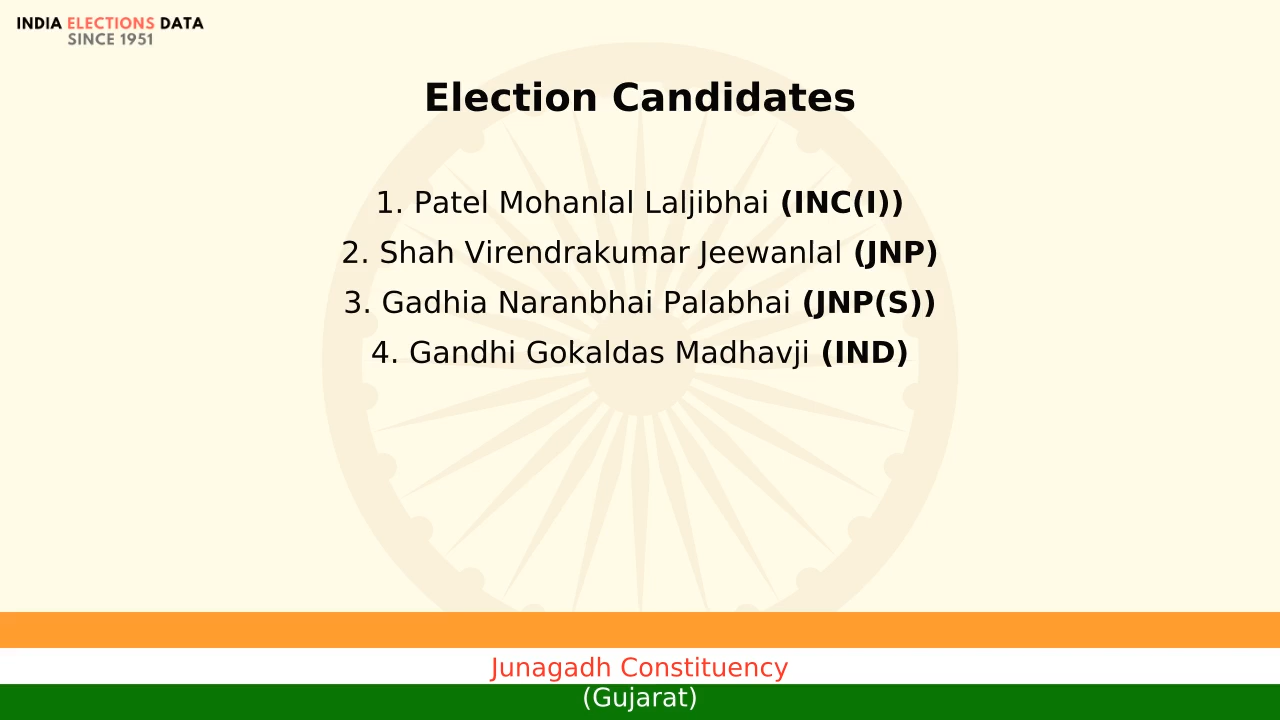 INDIA ELECTIONS DATA
SINCE 1951
Election Candidates
1. Patel Mohanlal Laljibhai (INC(I))
2. Shah Virendrakumar Jeewanlal (JNP)
3. Gadhia Naranbhai Palabhai (JNP(S))
4. Gandhi Gokaldas Madhavji (IND)
Junagadh Constituency
(Gujarat)